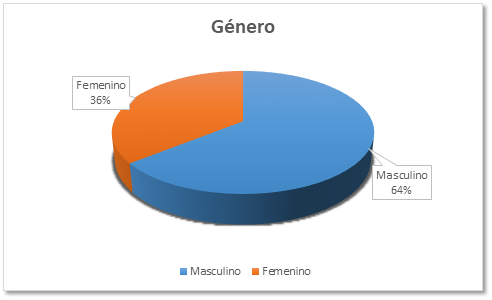 Género
Femenino
36%
Masculino
64%
Masculino
Femenino